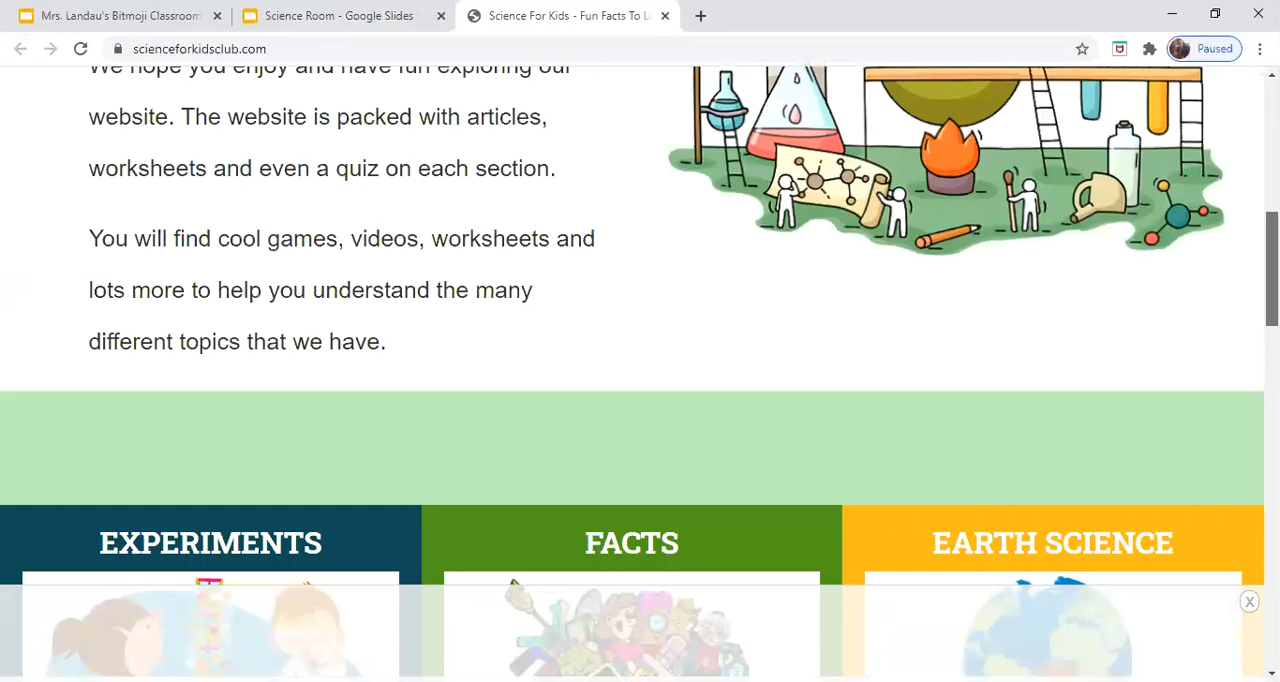 Mrs. Landau's Bitmoji Classroom
Science Room - Google Slides
Science For Kids - Fun Facts To Le
scienceforkidsclub.com
Paused
We hope you enjoy and have fun exploring our
website. The website is packed with articles,
worksheets and even a quiz on each section.
You will find cool games, videos, worksheets and
lots more to help you understand the many
different topics that we have.
EXPERIMENTS
FACTS
EARTH SCIENCE
X